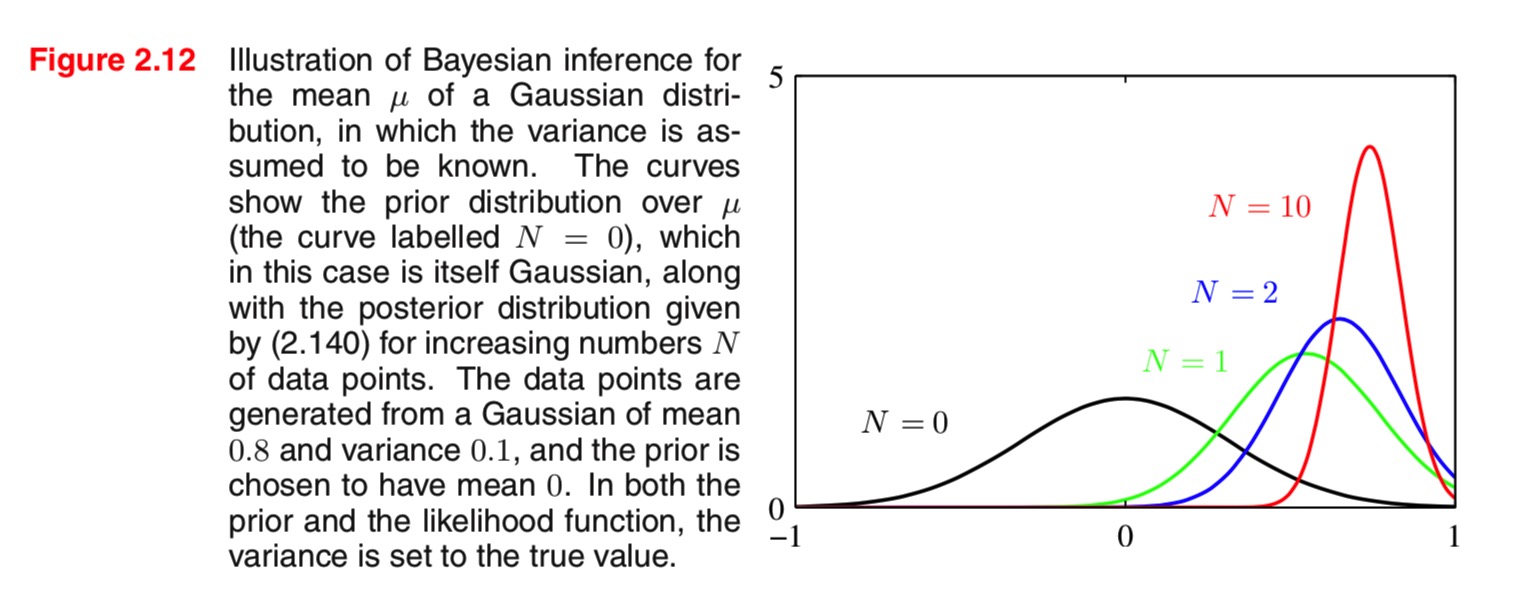 Figure 2.12 Illustration of Bayesian inference for
the mean μ of a Gaussian distri-
bution, in which the variance is as-
sumed to be known. The curves
show the prior distribution over μ
(the curve labelled N = 0), which
in this case is itself Gaussian, along
with the posterior distribution given
by (2.140) for increasing numbers N
of data points. The data points are
generated from a Gaussian of mean
0.8 and variance 0.1, and the prior is
chosen to have mean 0. In both the
prior and the likelihood function, the
variance is set to the true value.
5
N = 10
N = 2
N = 1
N = 0
0
−1 0 1